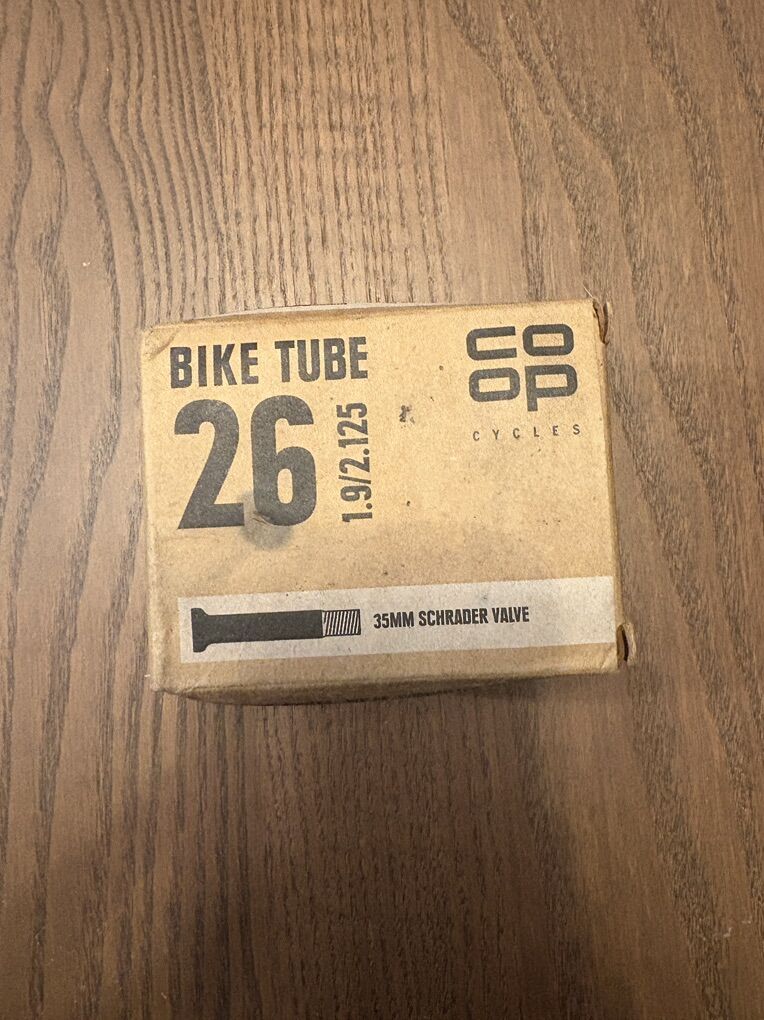 BIKE TUBE
26
1.9/2.125
CO
OP
CYCLES
35MM SCHRADER VALVE